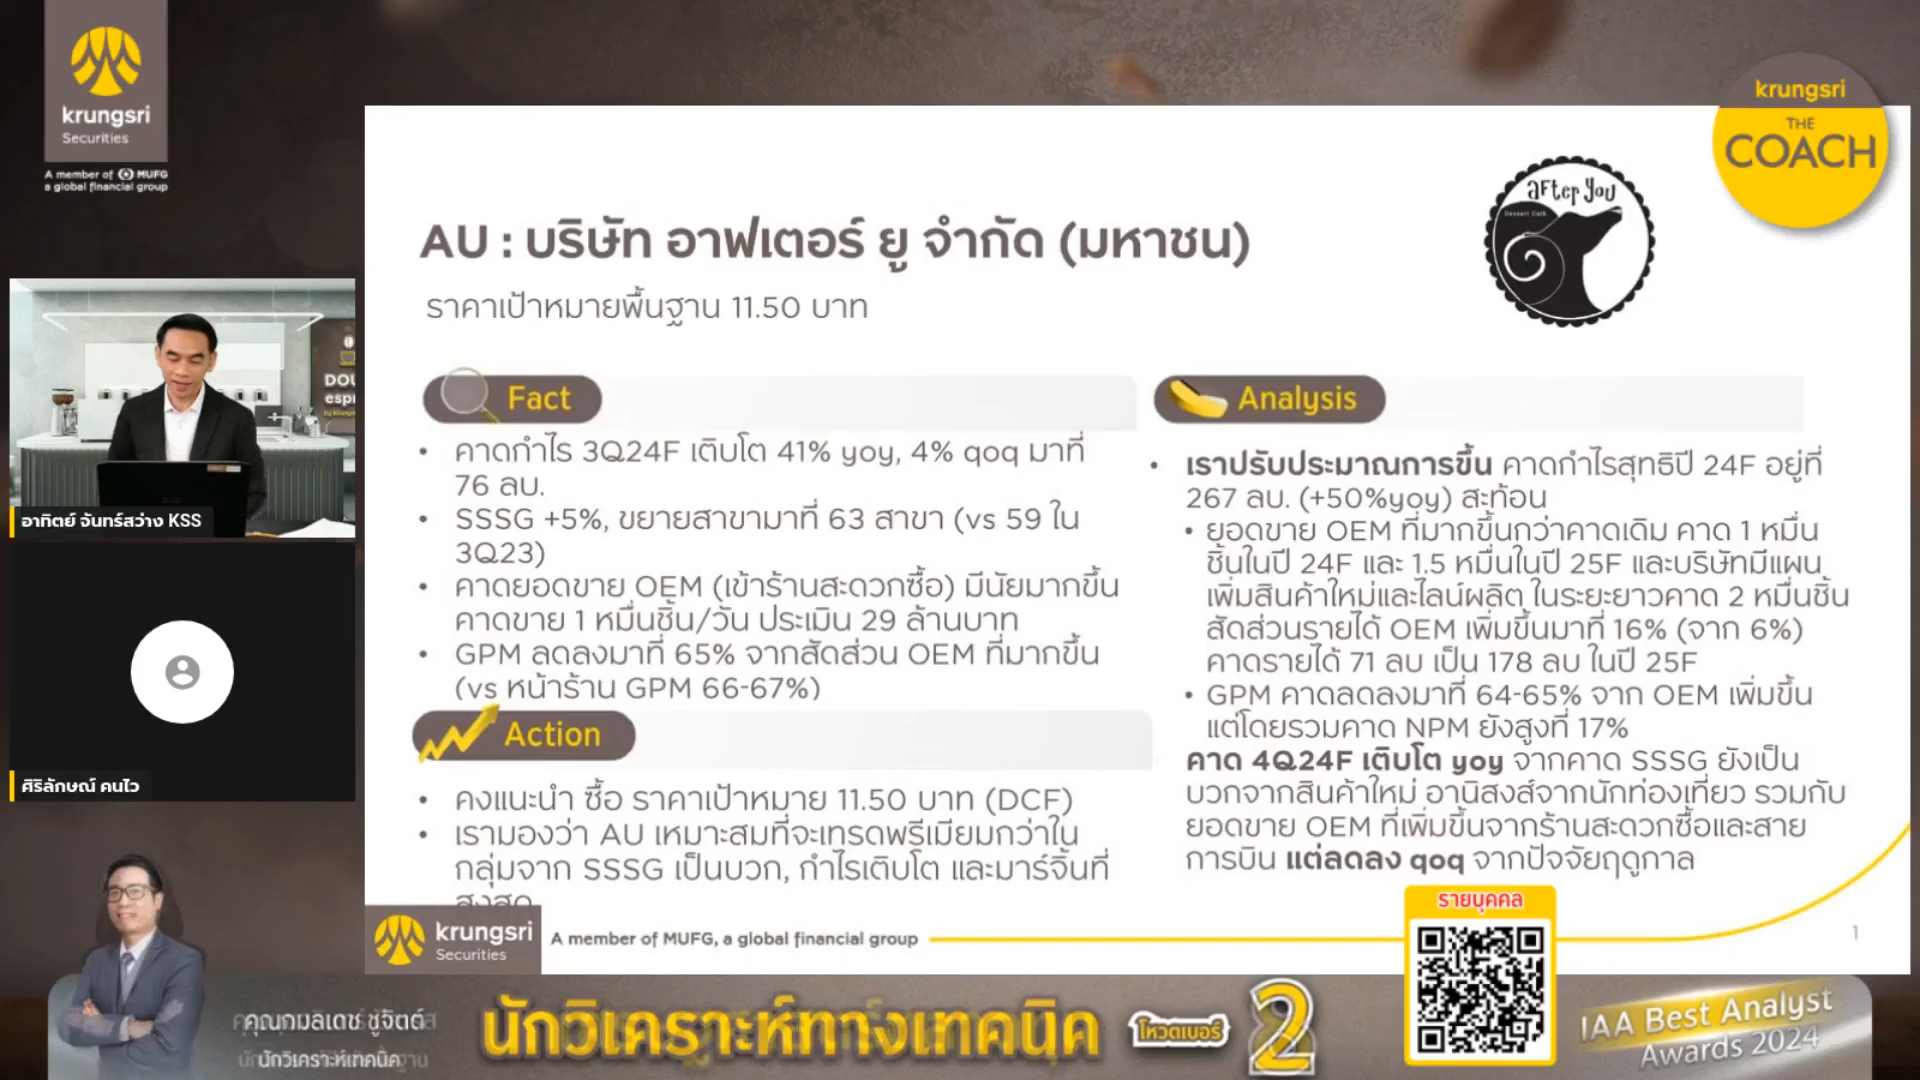 krungsri
Securities
A member of MUFG
a global financial group
krungsri
THE
COACH
aFter You
Dessert Café
AU : บริษัท อาฟเตอร์ ยู จำกัด (มหาชน)
ราคาเป้าหมายพื้นฐาน 11.50 บาท
Fact
• คาดกำไร 3Q24F เติบโต 41% yoy, 4% qoq มาที่
76 ลบ.
• SSSG +5%, ขยายสาขามาที่ 63 สาขา (vs 59 ใน
3Q23)
• คาดยอดขาย OEM (เข้าร้านสะดวกซื้อ) มีนัยมากขึ้น
คาดขาย 1 หมื่นชิ้น/วัน ประเมิน 29 ล้านบาท
• GPM ลดลงมาที่ 65% จากสัดส่วน OEM ที่มากขึ้น
(vs หน้าร้าน GPM 66-67%)
Action
• คงแนะนำ ซื้อ ราคาเป้าหมาย 11.50 บาท (DCF)
• เรามองว่า AU เหมาะสมที่จะเทรดพรีเมียมกว่าใน
กลุ่มจาก SSSG เป็นบวก, กำไรเติบโต และมาร์จิ้นที่
สูงสุด
Analysis
• เราปรับประมาณการขึ้น คาดกำไรสุทธิปี 24F อยู่ที่
267 ลบ. (+50%yoy) สะท้อน
• ยอดขาย OEM ที่มากขึ้นกว่าคาดเดิม คาด 1 หมื่น
ชิ้นในปี 24F และ 1.5 หมื่นในปี 25F และบริษัทมีแผน
เพิ่มสินค้าใหม่และไลน์ผลิต ในระยะยาวคาด 2 หมื่นชิ้น
สัดส่วนรายได้ OEM เพิ่มขึ้นมาที่ 16% (จาก 6%)
คาดรายได้ 71 ลบ เป็น 178 ลบ ในปี 25F
• GPM คาดลดลงมาที่ 64-65% จาก OEM เพิ่มขึ้น
แต่โดยรวมคาด NPM ยังสูงที่ 17%
คาด 4Q24F เติบโต yoy จากคาด SSSG ยังเป็น
บวกจากสินค้าใหม่ อานิสงส์จากนักท่องเที่ยว รวมกับ
ยอดขาย OEM ที่เพิ่มขึ้นจากร้านสะดวกซื้อและสาย
การบิน แต่ลดลง qoq จากปัจจัยฤดูกาล
DOU
espr
อาทิตย์ จันทร์สว่าง KSS
ศิริลักษณ์ คนไว
krungsri
Securities
A member of MUFG, a global financial group
1
รายบุคคล
คุณกมลเดช ชูจิตต์
นักวิเคราะห์เทคนิค
นักวิเคราะห์ทางเทคนิค
โหวตเบอร์
2
IAA Best Analyst
Awards 2024